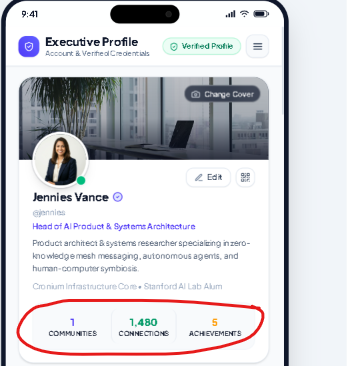 9:41
Executive Profile
Account & Verified Credentials
Verified Profile
Change Cover
Edit
Jennies Vance
@jennies
Head of AI Product & Systems Architecture
Product architect & systems researcher specializing in zero-
knowledge mesh messaging, autonomous agents, and
human-computer symbiosis.
Cronium Infrastructure Core • Stanford AI Lab Alum
1
COMMUNITIES
1,480
CONNECTIONS
5
ACHIEVEMENTS